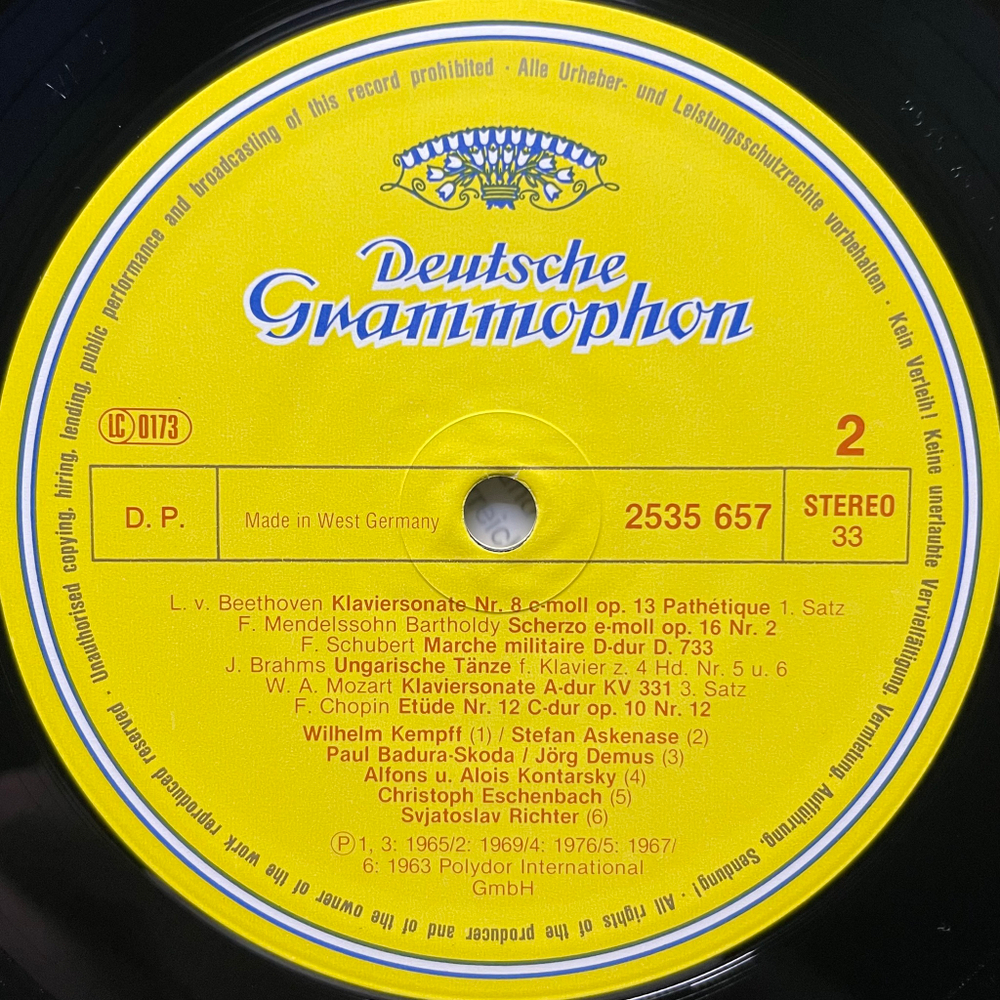 Unauthorised copying, hiring, lending, public performance and broadcasting of this record prohibited · Alle Urheber- und Leistungsschutzrechte vorbehalten · Kein Verleih! Keine unerlaubte Vervielfältigung, Vermietung, Aufführung, Sendung! · All rights of the producer and of the owner of the work reproduced reserved ·
Deutsche
Grammophon
LC 0173
2
D. P.
Made in West Germany
2535 657
STEREO
33
L. v. Beethoven Klaviersonate Nr. 8 c-moll op. 13 Pathétique 1. Satz
F. Mendelssohn Bartholdy Scherzo e-moll op. 16 Nr. 2
F. Schubert Marche militaire D-dur D. 733
J. Brahms Ungarische Tänze f. Klavier z. 4 Hd. Nr. 5 u. 6
W. A. Mozart Klaviersonate A-dur KV 331 3. Satz
F. Chopin Etüde Nr. 12 C-dur op. 10 Nr. 12
Wilhelm Kempff (1) / Stefan Askenase (2)
Paul Badura-Skoda / Jörg Demus (3)
Alfons u. Alois Kontarsky (4)
Christoph Eschenbach (5)
Svjatoslav Richter (6)
Ⓟ 1, 3: 1965/2: 1969/4: 1976/5: 1967/
6: 1963 Polydor International
GmbH